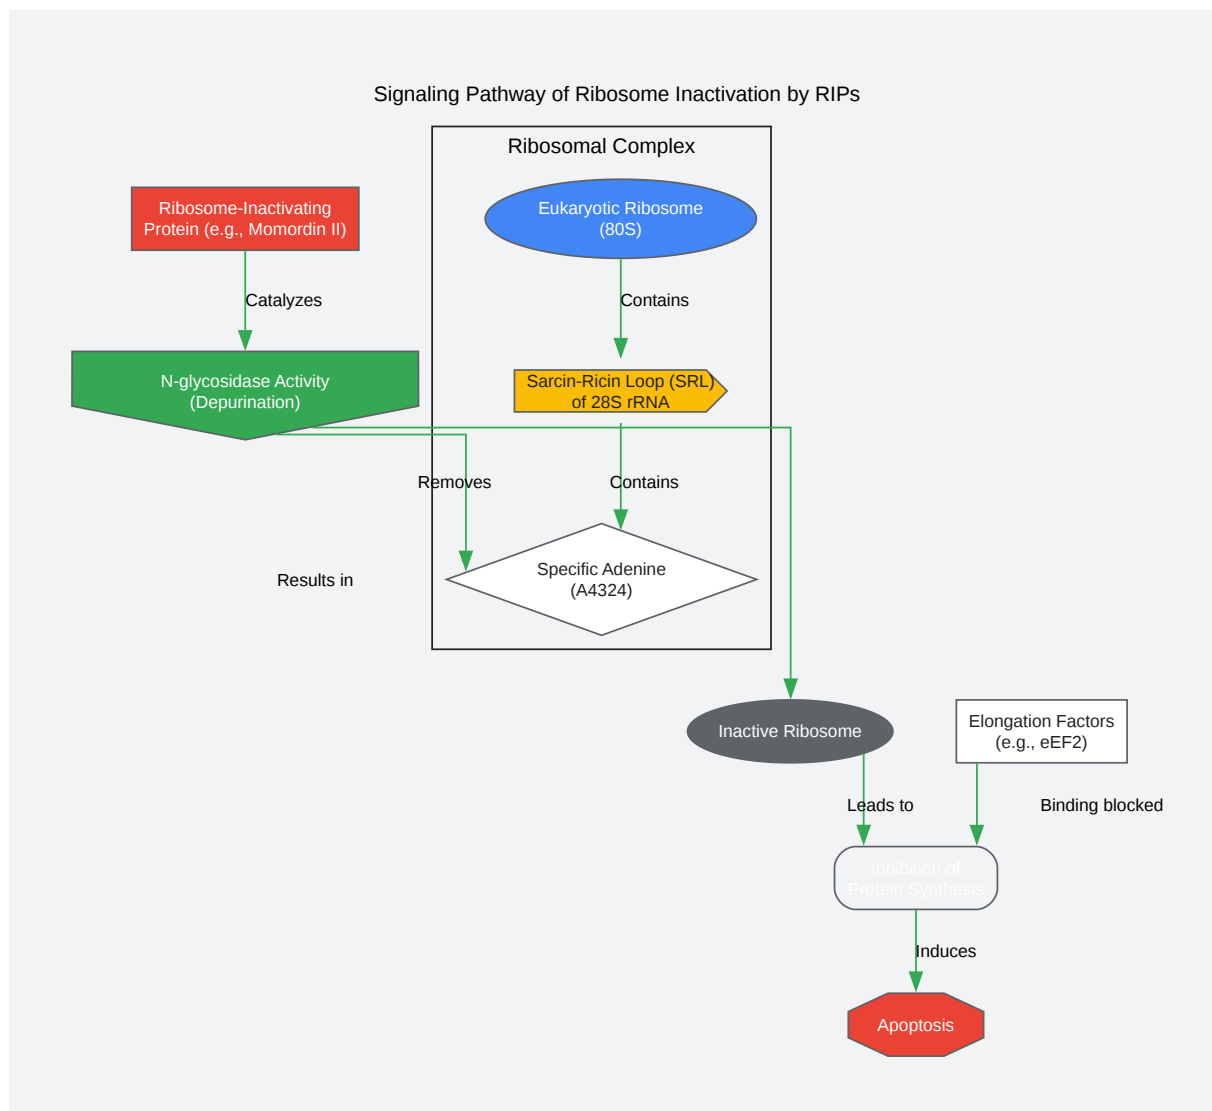 Signaling Pathway of Ribosome Inactivation by RIPs
Ribosomal Complex
Ribosome-Inactivating
Protein (e.g., Momordin II)
Eukaryotic Ribosome
(80S)
Catalyzes
Contains
N-glycosidase Activity
(Depurination)
Sarcin-Ricin Loop (SRL)
of 28S rRNA
Removes
Contains
Results in
Specific Adenine
(A4324)
Inactive Ribosome
Elongation Factors
(e.g., eEF2)
Leads to
Binding blocked
Inhibition of
Protein Synthesis
Induces
Apoptosis